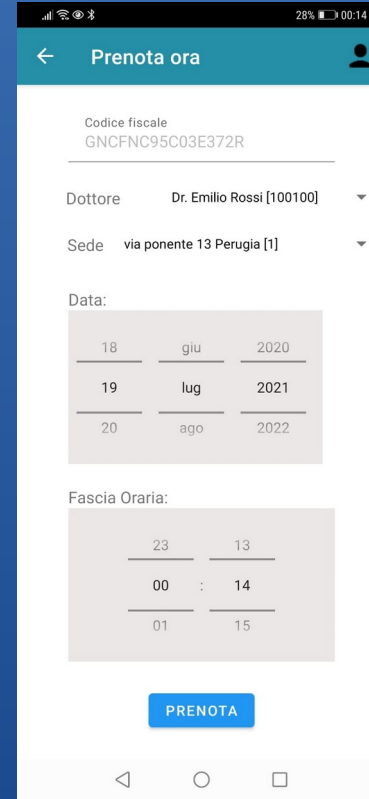 28% 00:14
Prenota ora
Codice fiscale
GNCFNC95C03E372R
Dottore Dr. Emilio Rossi [100100]
Sede via ponente 13 Perugia [1]
Data:
18 giu 2020
19 lug 2021
20 ago 2022
Fascia Oraria:
23 13
00 : 14
01 15
PRENOTA